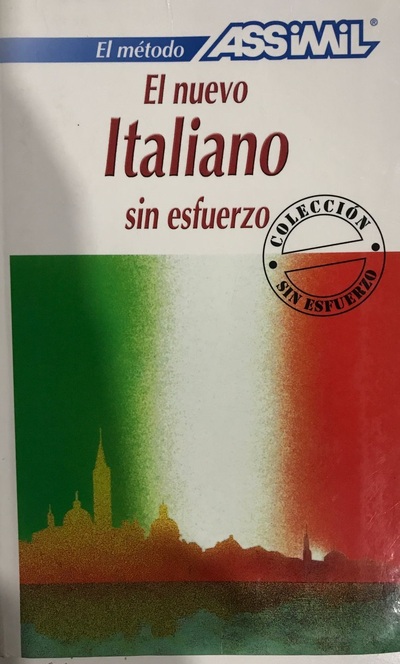 El método ASSiMiL®
El nuevo
Italiano
sin esfuerzo
COLECCIÓN
SIN ESFUERZO